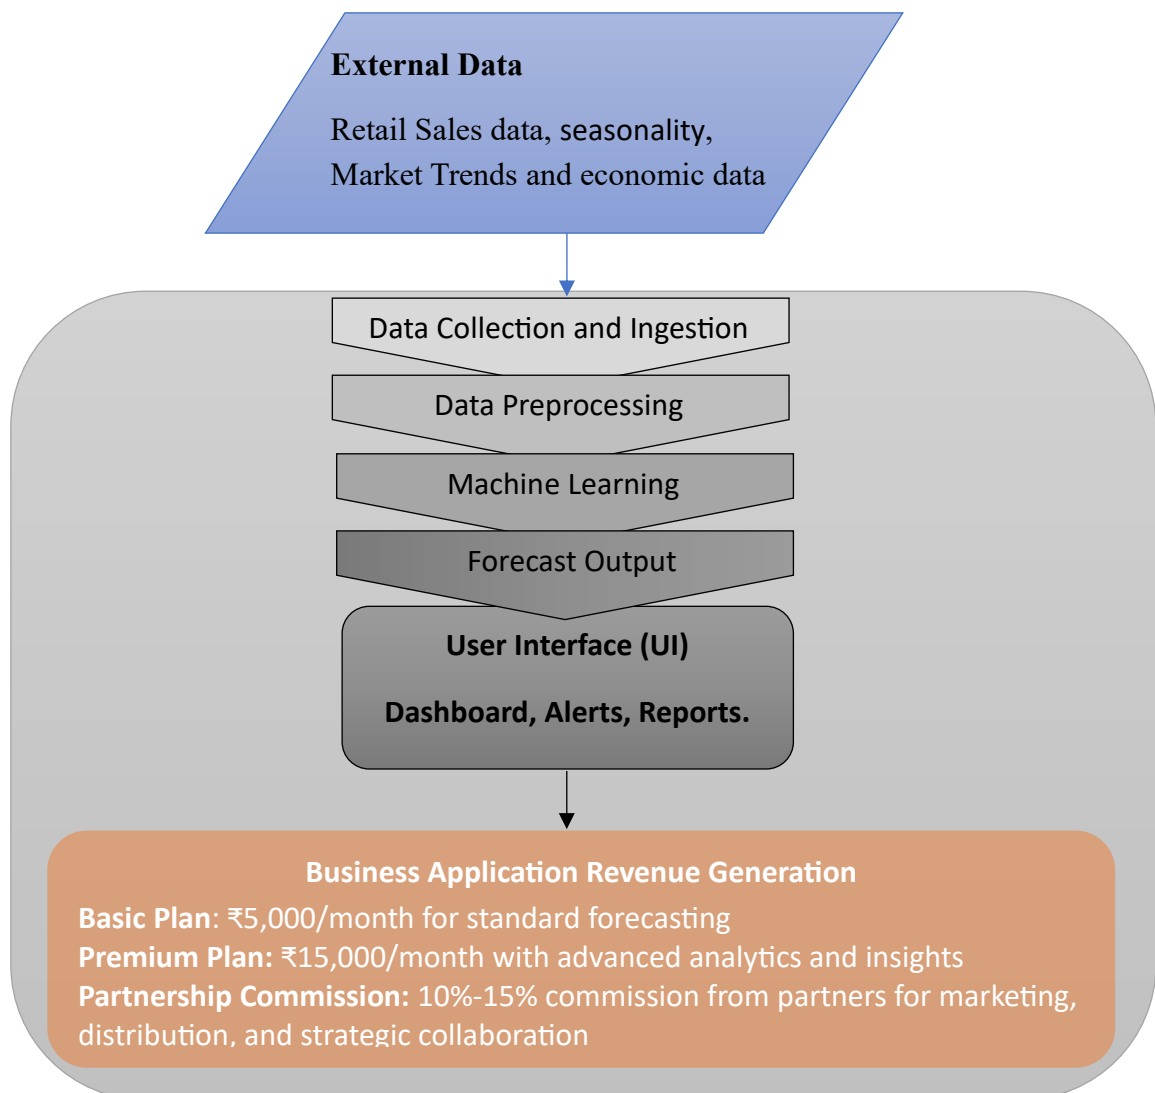 External Data
Retail Sales data, seasonality,
Market Trends and economic data
Data Collection and Ingestion
Data Preprocessing
Machine Learning
Forecast Output
User Interface (UI)
Dashboard, Alerts, Reports.
Business Application Revenue Generation
Basic Plan: ₹5,000/month for standard forecasting
Premium Plan: ₹15,000/month with advanced analytics and insights
Partnership Commission: 10%-15% commission from partners for marketing,
distribution, and strategic collaboration